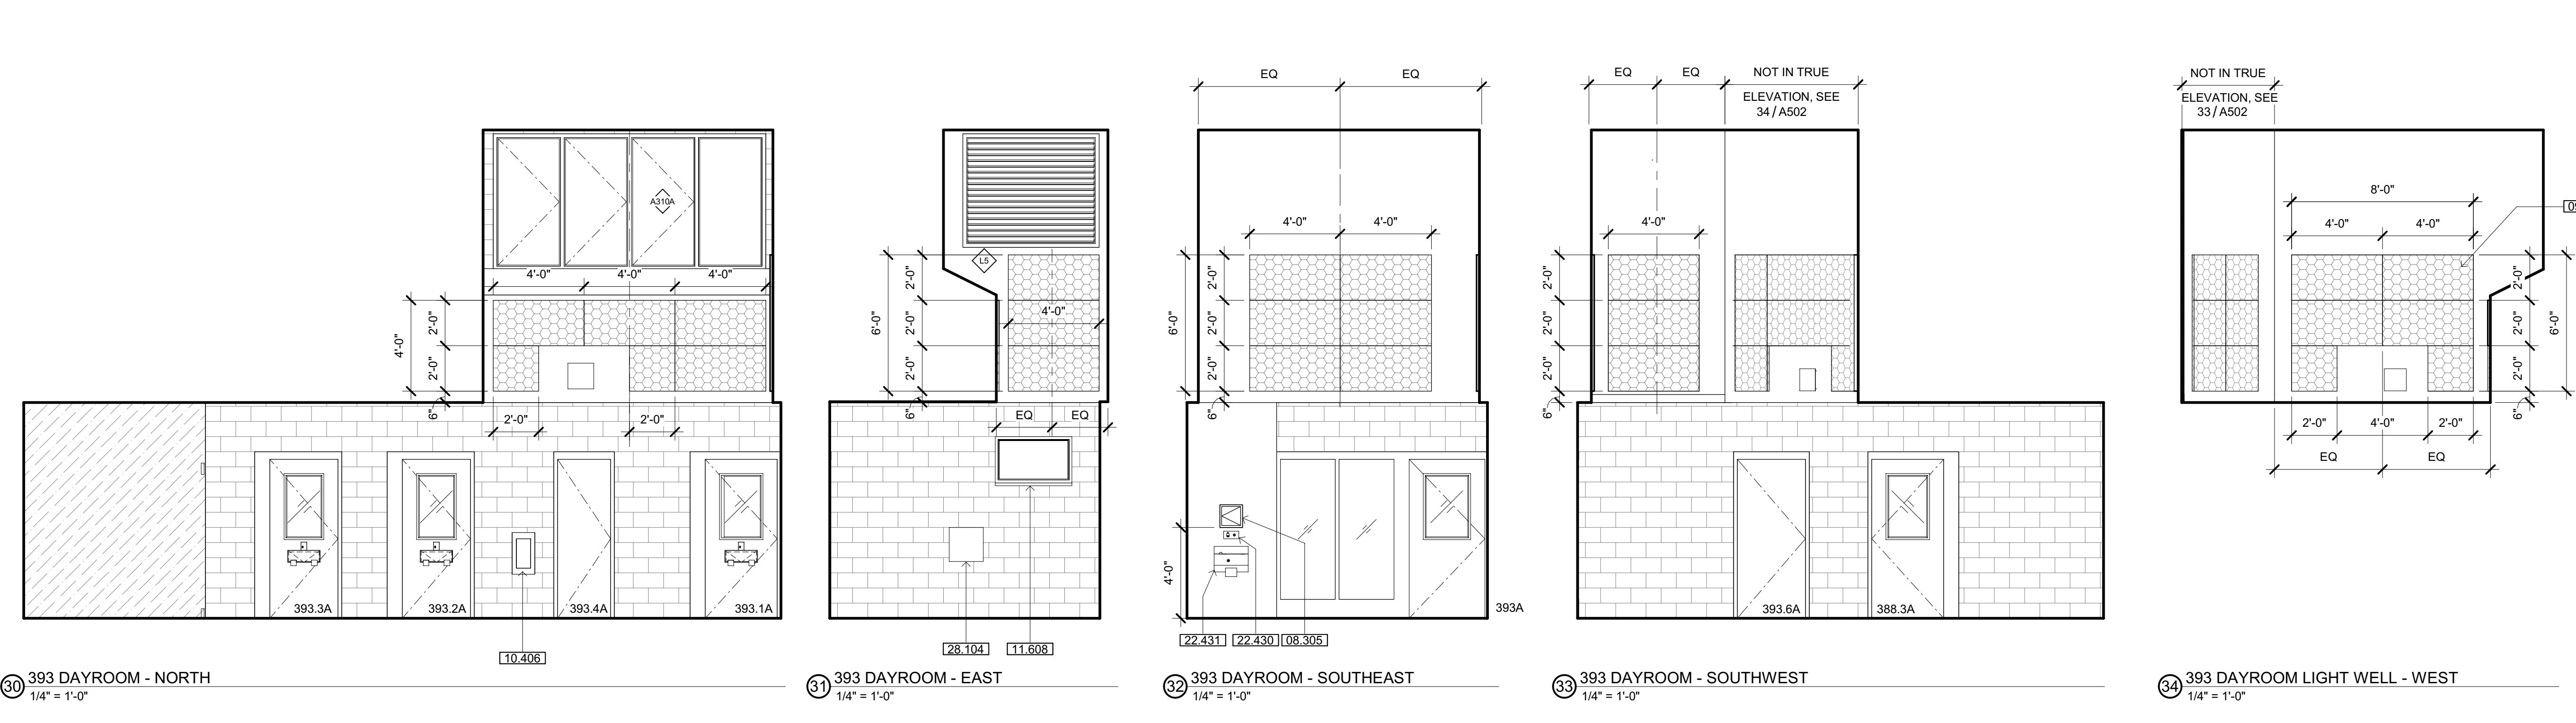 A310A
4'-0"
4'-0"
4'-0"
4'-0"
2'-0"
2'-0"
6"
2'-0"
2'-0"
393.3A
393.2A
393.4A
393.1A
10.406
30
393 DAYROOM - NORTH
1/4" = 1'-0"
L5
6'-0"
2'-0"
2'-0"
2'-0"
6"
4'-0"
EQ
EQ
28.104
11.608
31
393 DAYROOM - EAST
1/4" = 1'-0"
EQ
EQ
4'-0"
4'-0"
6'-0"
2'-0"
2'-0"
2'-0"
6"
4'-0"
393A
22.431
22.430
08.305
32
393 DAYROOM - SOUTHEAST
1/4" = 1'-0"
EQ
EQ
NOT IN TRUE
ELEVATION, SEE
34 / A502
4'-0"
2'-0"
2'-0"
2'-0"
6"
393.6A
388.3A
33
393 DAYROOM - SOUTHWEST
1/4" = 1'-0"
NOT IN TRUE
ELEVATION, SEE
33 / A502
8'-0"
4'-0"
4'-0"
2'-0"
2'-0"
2'-0"
6'-0"
6"
2'-0"
4'-0"
2'-0"
EQ
EQ
34
393 DAYROOM LIGHT WELL - WEST
1/4" = 1'-0"